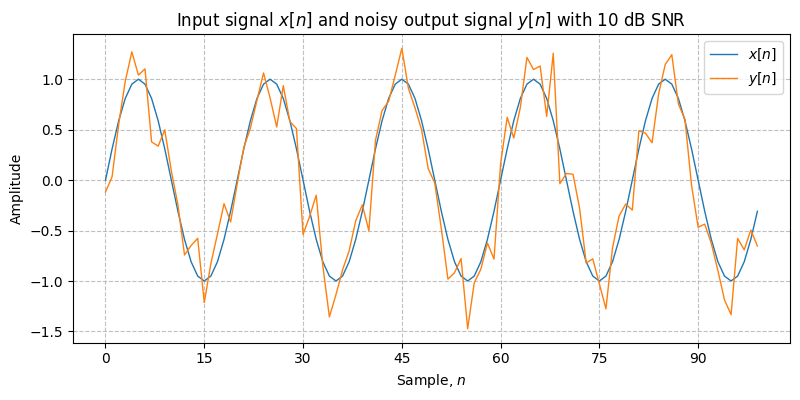 Input signal x[n] and noisy output signal y[n] with 10 dB SNR
x[n]
y[n]
Amplitude
1.0
0.5
0.0
−0.5
−1.0
−1.5
0 15 30 45 60 75 90
Sample, n